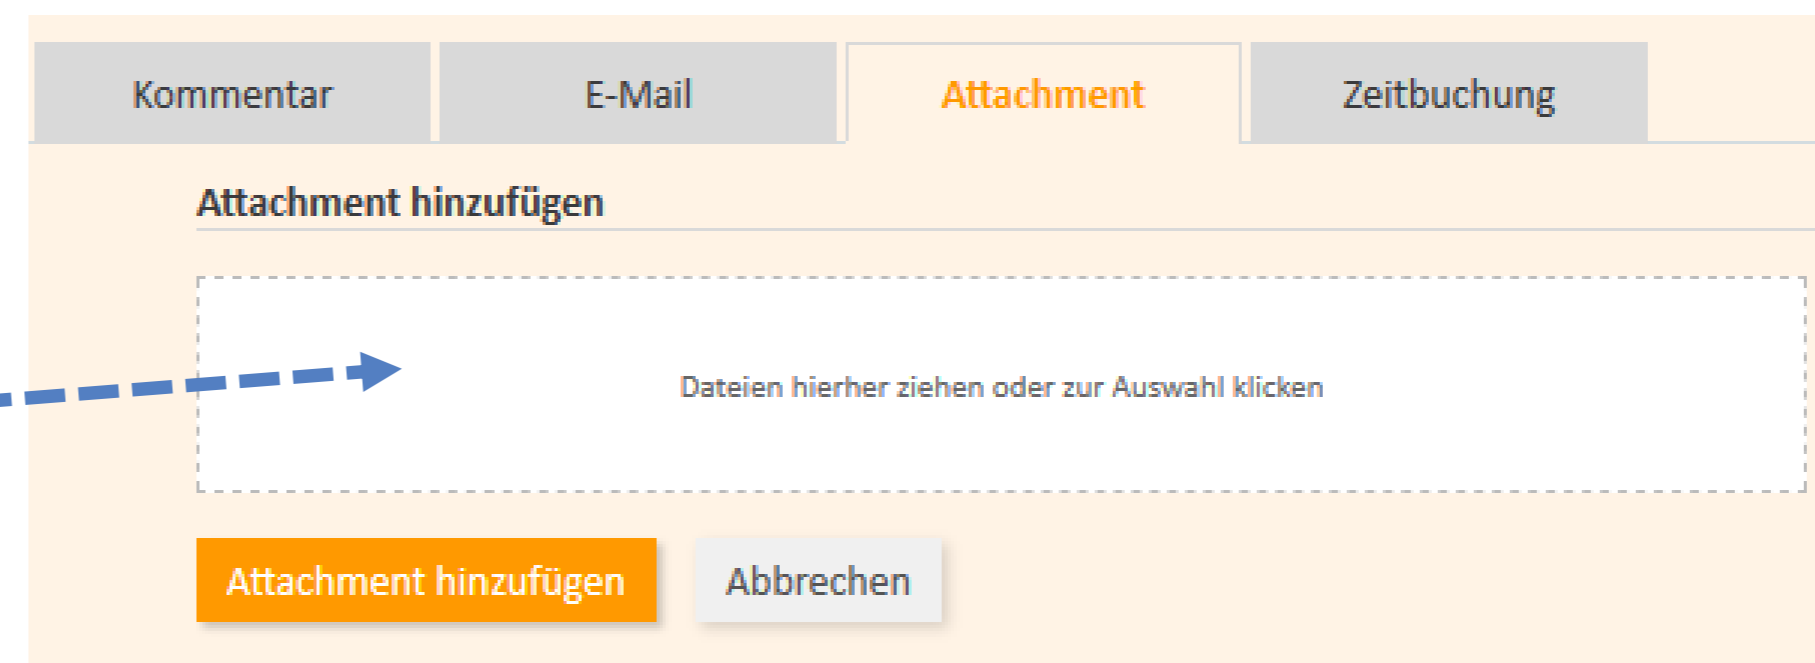 Kommentar E-Mail Attachment Zeitbuchung
Attachment hinzufügen
Dateien hierher ziehen oder zur Auswahl klicken
Attachment hinzufügen Abbrechen